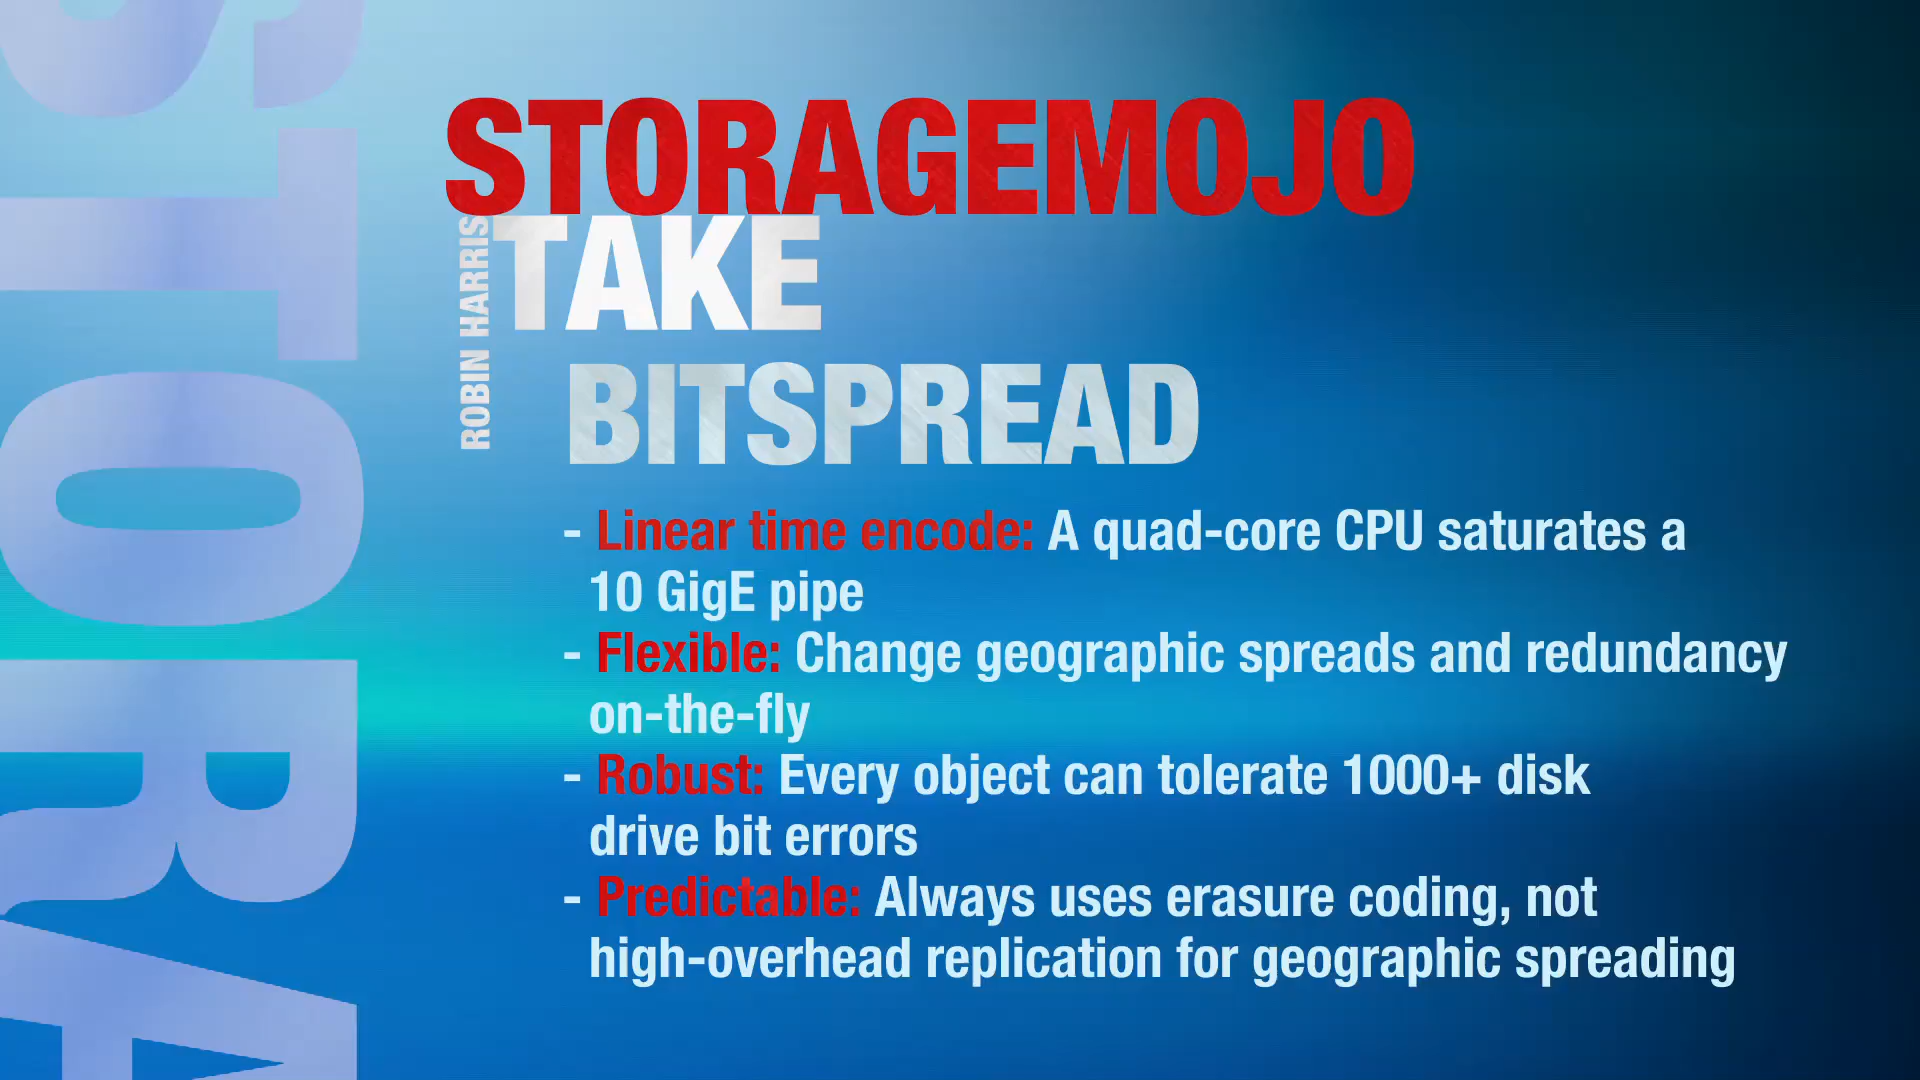 STORAGEMOJO
ROBIN HARRIS
TAKE
BITSPREAD
- Linear time encode: A quad-core CPU saturates a
10 GigE pipe
- Flexible: Change geographic spreads and redundancy
on-the-fly
- Robust: Every object can tolerate 1000+ disk
drive bit errors
- Predictable: Always uses erasure coding, not
high-overhead replication for geographic spreading
STORA